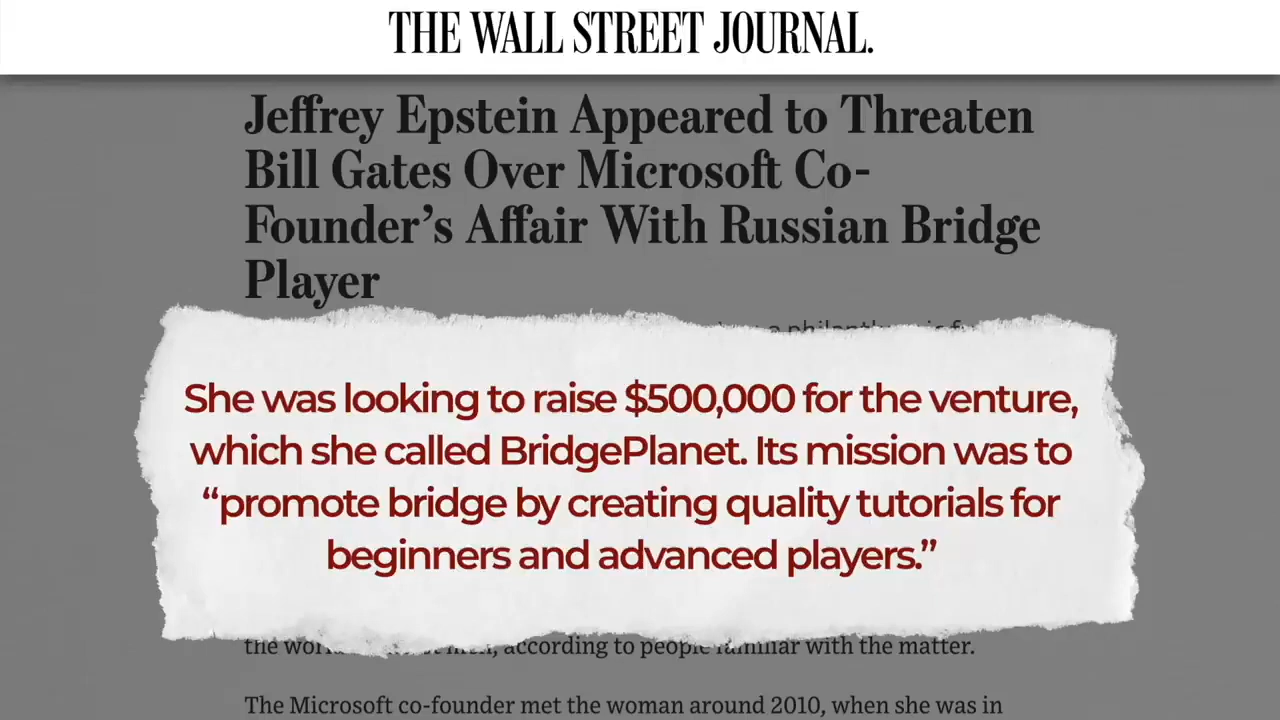 THE WALL STREET JOURNAL.
Jeffrey Epstein Appeared to Threaten
Bill Gates Over Microsoft Co-
Founder’s Affair With Russian Bridge
Player
She was looking to raise $500,000 for the venture,
which she called BridgePlanet. Its mission was to
“promote bridge by creating quality tutorials for
beginners and advanced players.”
the according to people familiar with the matter.
The Microsoft co-founder met the woman around 2010, when she was in